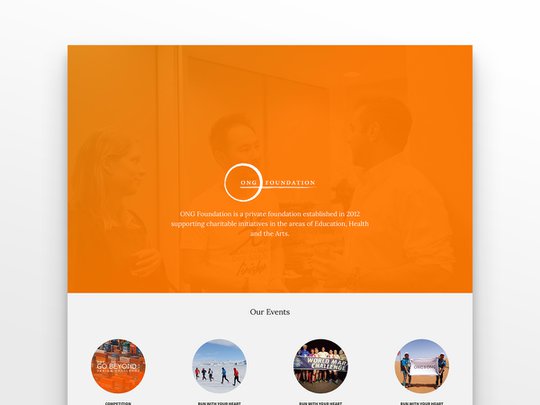 ONG FOUNDATION
ONG Foundation is a private foundation established in 2012
supporting charitable initiatives in the areas of Education, Health
and the Arts.
Our Events
GO BEYOND
WORLD MAR
CHALLENGE
COMPETITION
RUN WITH YOUR HEART
RUN WITH YOUR HEART
RUN WITH YOUR HEART